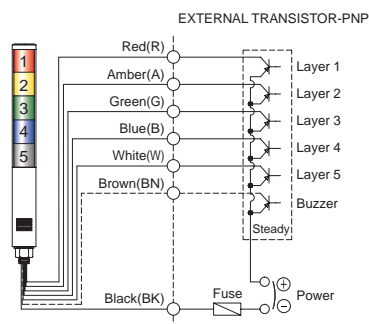 EXTERNAL TRANSISTOR-PNP
Red(R)
Layer 1
Amber(A)
Layer 2
Green(G)
Layer 3
Blue(B)
Layer 4
White(W)
Layer 5
Brown(BN)
Buzzer
Steady
1
2
3
4
5
Black(BK)
Fuse
+
−
Power